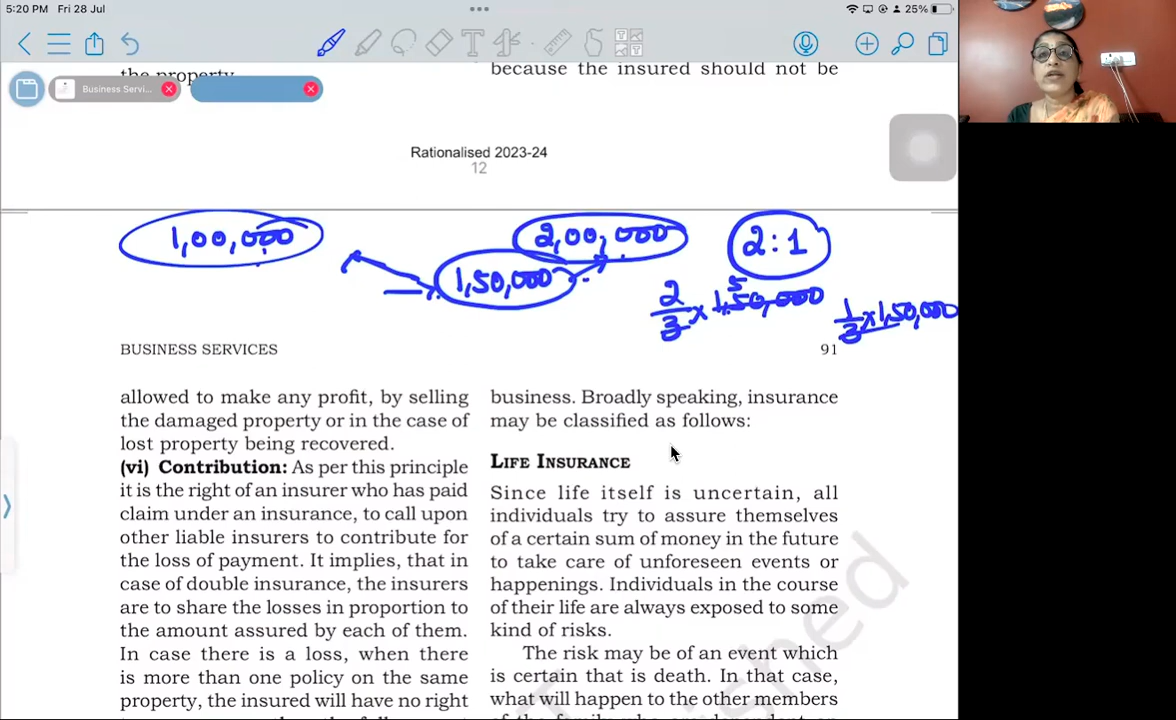 5:20 PM Fri 28 Jul
25%
the property
because the insured should not be
Business Servi...
Rationalised 2023-24
12
1,00,000
2,00,000
2:1
1,50,000
2/3 × 1,50,000
5
1/3 × 1,50,000
BUSINESS SERVICES
91
allowed to make any profit, by selling
the damaged property or in the case of
lost property being recovered.
(vi) Contribution: As per this principle
it is the right of an insurer who has paid
claim under an insurance, to call upon
other liable insurers to contribute for
the loss of payment. It implies, that in
case of double insurance, the insurers
are to share the losses in proportion to
the amount assured by each of them.
In case there is a loss, when there
is more than one policy on the same
property, the insured will have no right
business. Broadly speaking, insurance
may be classified as follows:
LIFE INSURANCE
Since life itself is uncertain, all
individuals try to assure themselves
of a certain sum of money in the future
to take care of unforeseen events or
happenings. Individuals in the course
of their life are always exposed to some
kind of risks.
The risk may be of an event which
is certain that is death. In that case,
what will happen to the other members